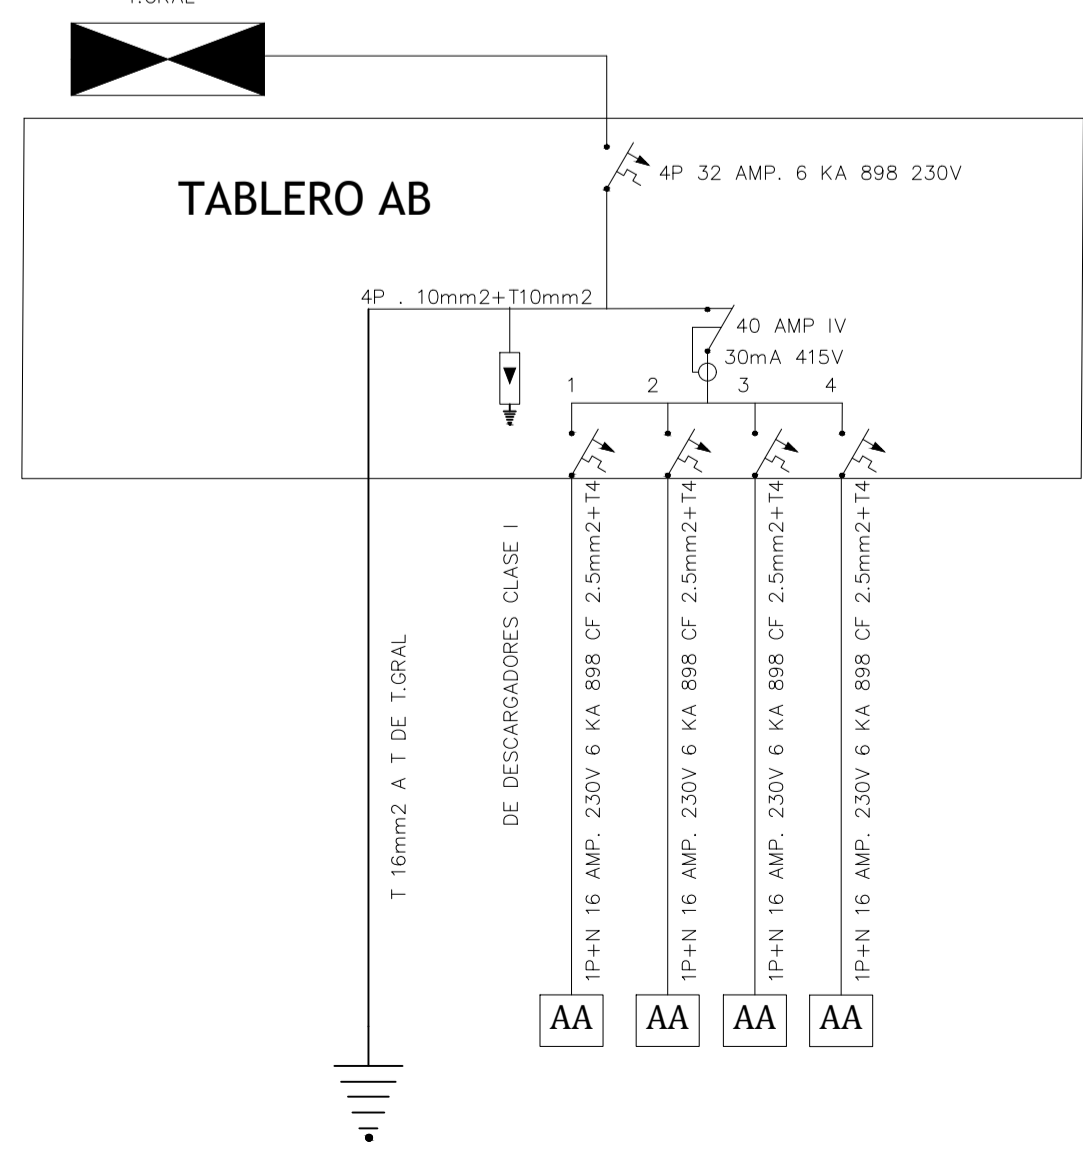 T.GRAL
TABLERO AB
4P 32 AMP. 6 KA 898 230V
4P . 10mm2+T10mm2
40 AMP IV
30mA 415V
1
2
3
4
T 16mm2 A T DE T.GRAL
DE DESCARGADORES CLASE I
1P+N 16 AMP. 230V 6 KA 898 CF 2.5mm2+T4
1P+N 16 AMP. 230V 6 KA 898 CF 2.5mm2+T4
1P+N 16 AMP. 230V 6 KA 898 CF 2.5mm2+T4
1P+N 16 AMP. 230V 6 KA 898 CF 2.5mm2+T4
AA
AA
AA
AA